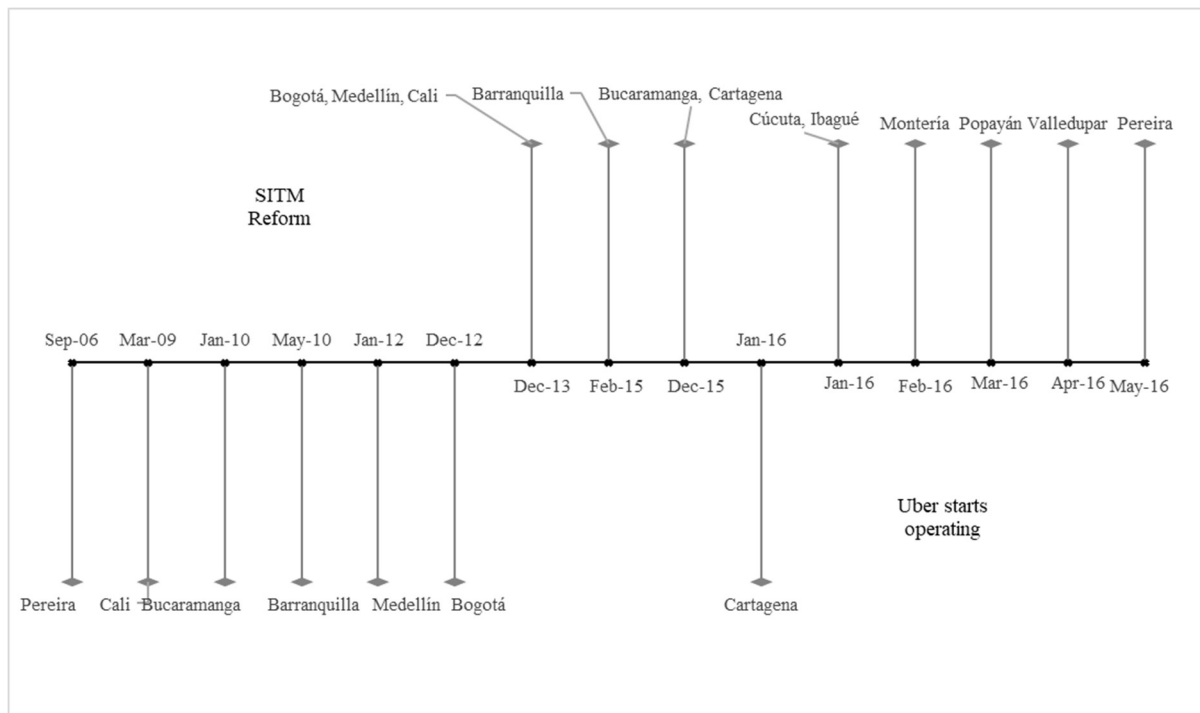 Bogotá, Medellín, Cali
Barranquilla
Bucaramanga, Cartagena
Cúcuta, Ibagué
Montería
Popayán
Valledupar
Pereira
SITM
Reform
Sep-06
Mar-09
Jan-10
May-10
Jan-12
Dec-12
Jan-16
Dec-13
Feb-15
Dec-15
Jan-16
Feb-16
Mar-16
Apr-16
May-16
Uber starts
operating
Pereira
Cali
Bucaramanga
Barranquilla
Medellín
Bogotá
Cartagena